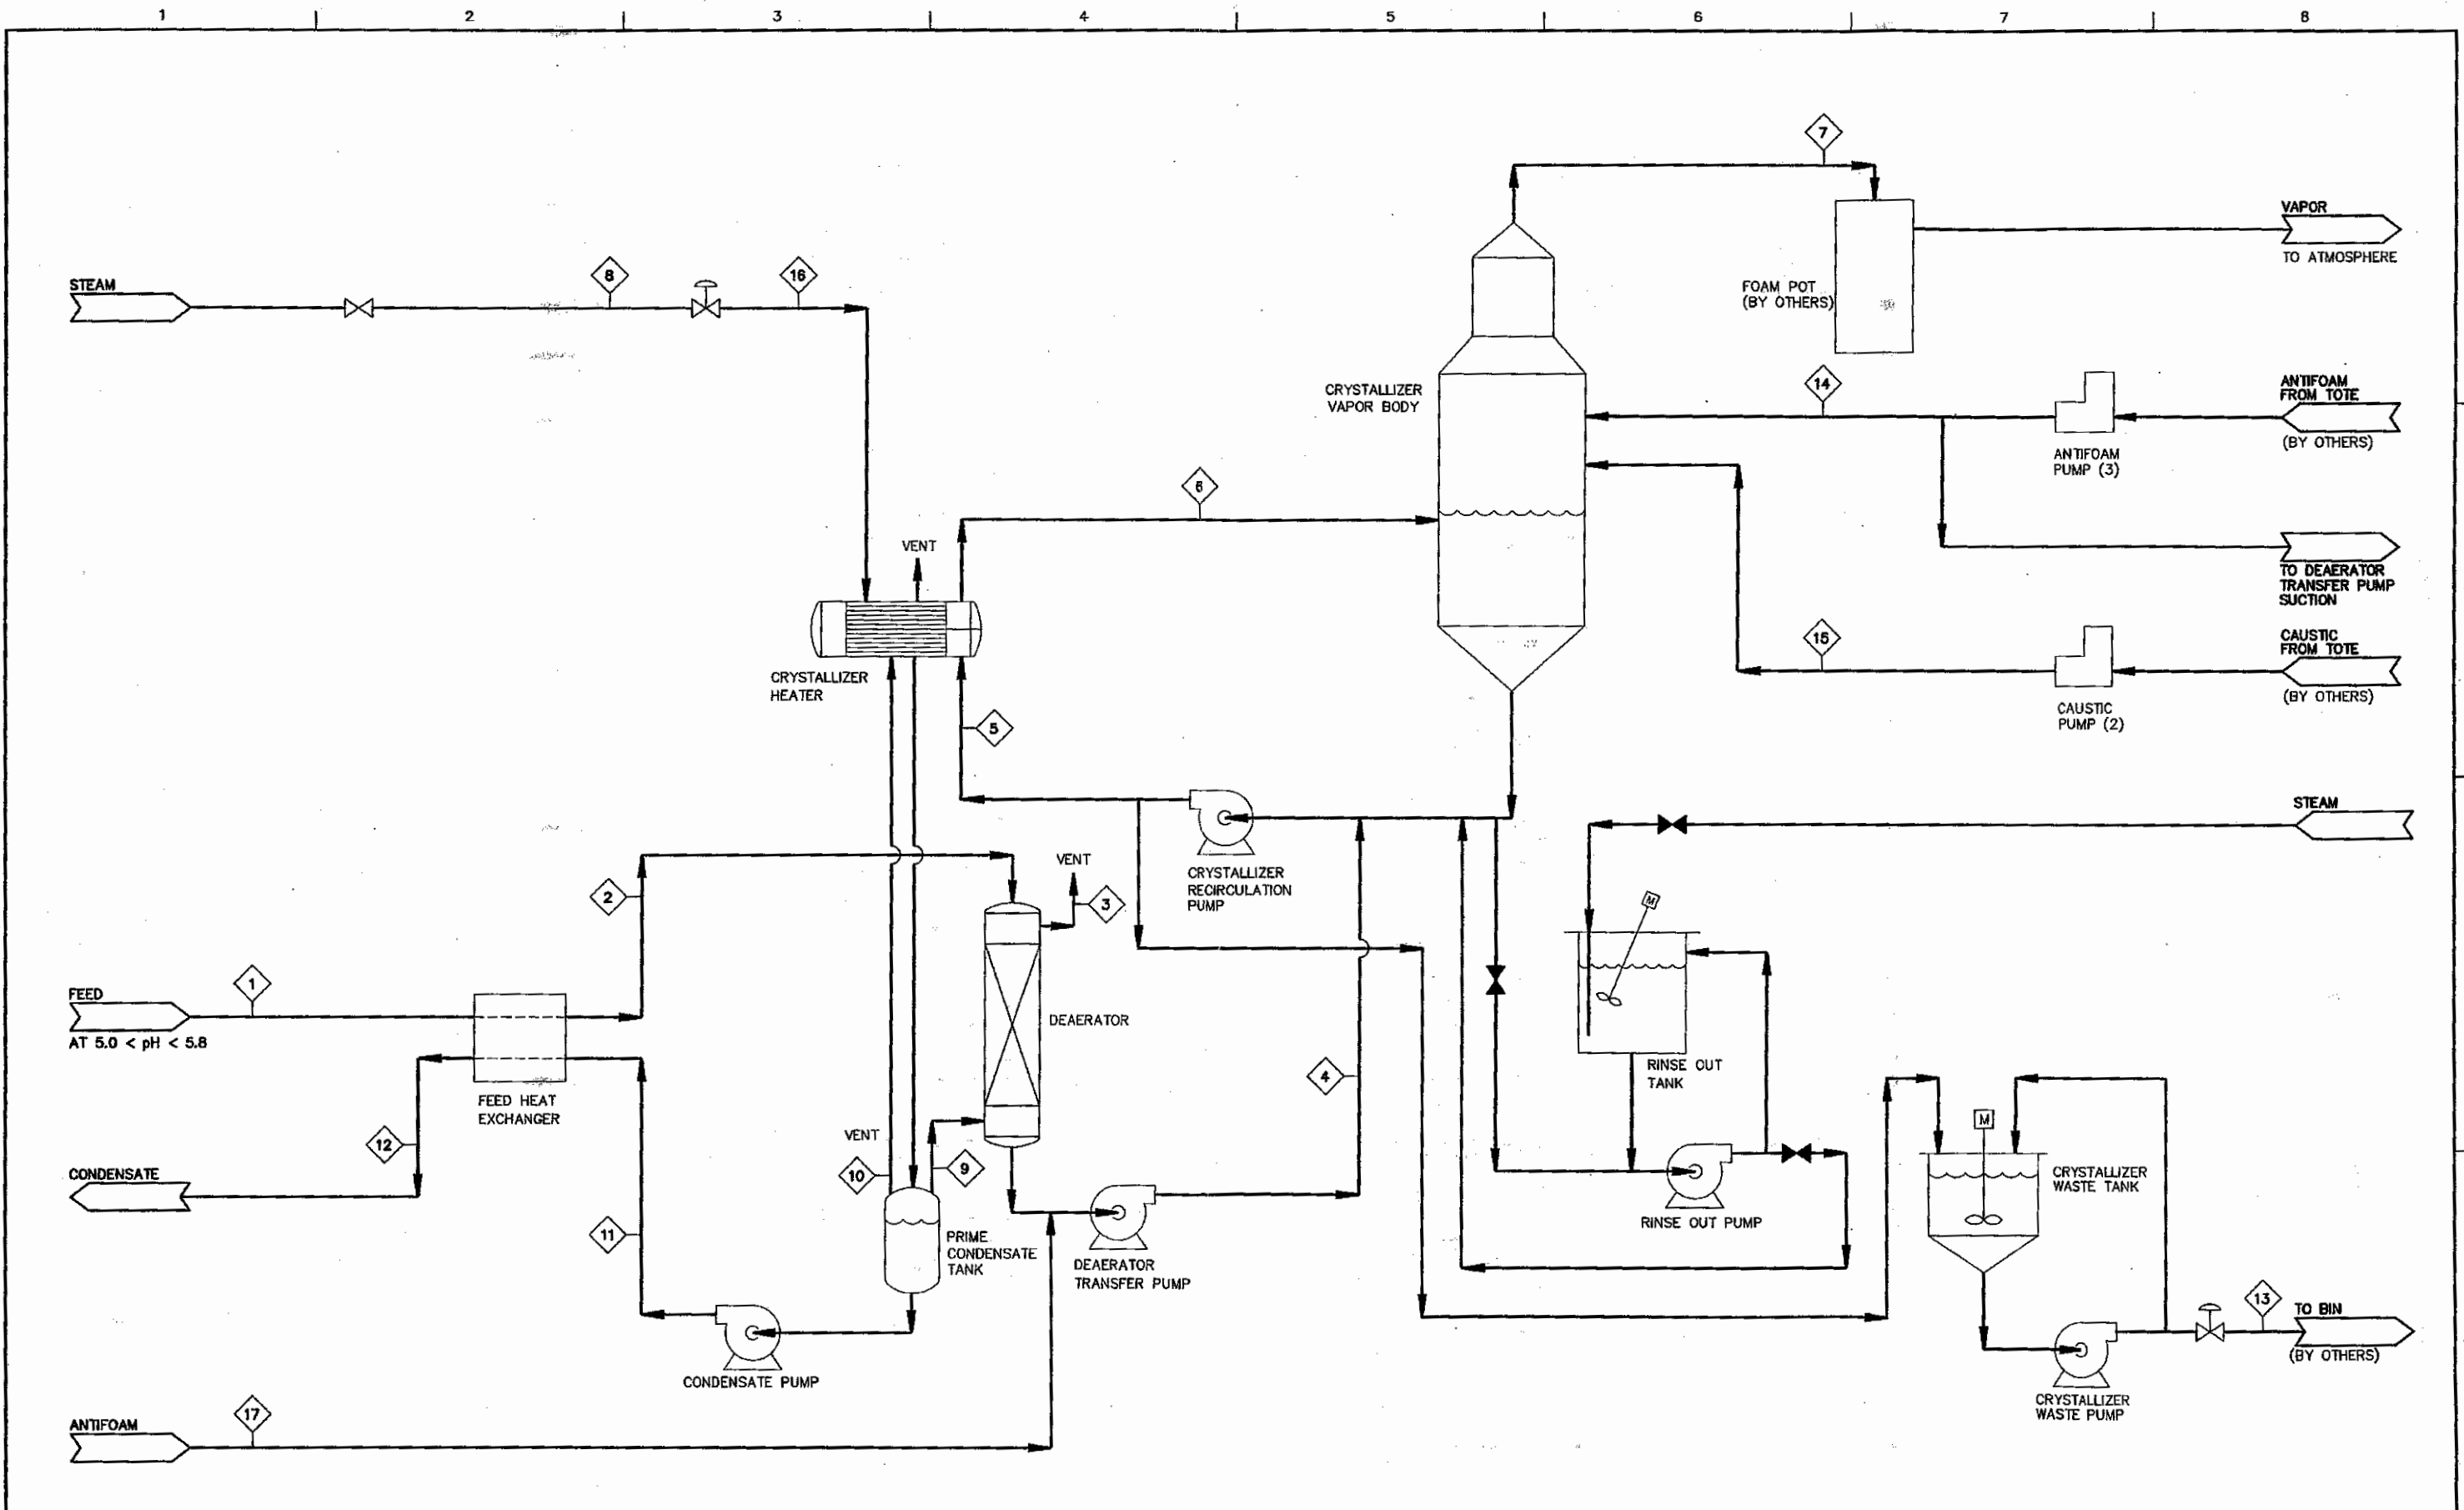 1 2 3 4 5 6 7 8
7
VAPOR
TO ATMOSPHERE
FOAM POT
(BY OTHERS)
STEAM
8
16
CRYSTALLIZER
VAPOR BODY
14
ANTIFOAM
FROM TOTE
(BY OTHERS)
ANTIFOAM
PUMP (3)
6
VENT
TO DEAERATOR
TRANSFER PUMP
SUCTION
15
CAUSTIC
FROM TOTE
(BY OTHERS)
CAUSTIC
PUMP (2)
CRYSTALLIZER
HEATER
5
STEAM
CRYSTALLIZER
RECIRCULATION
PUMP
2
VENT
3
M
1
FEED
AT 5.0 < pH < 5.8
DEAERATOR
RINSE OUT
TANK
4
FEED HEAT
EXCHANGER
12
VENT
10
9
M
CONDENSATE
CRYSTALLIZER
WASTE TANK
RINSE OUT PUMP
11
PRIME
CONDENSATE
TANK
DEAERATOR
TRANSFER PUMP
13
TO BIN
(BY OTHERS)
CONDENSATE PUMP
CRYSTALLIZER
WASTE PUMP
17
ANTIFOAM